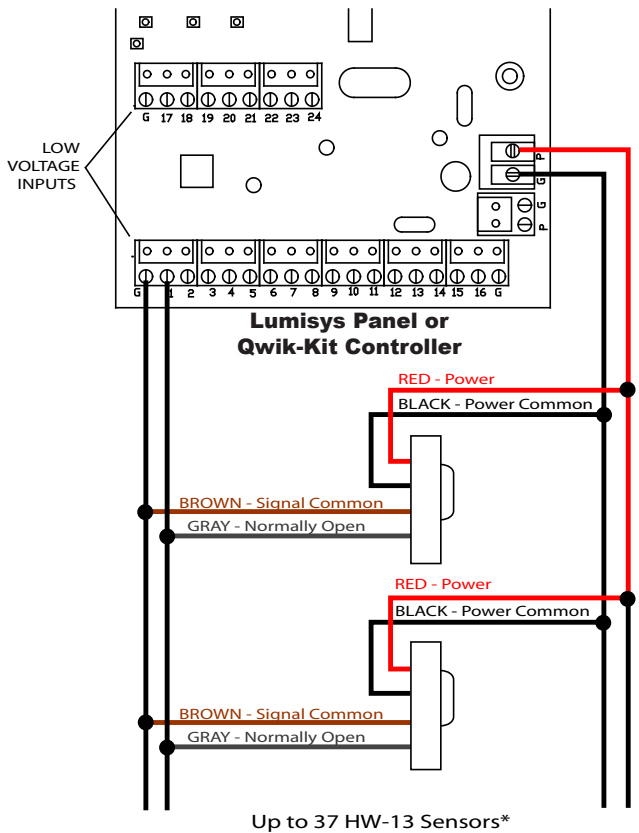 G 17 18 19 20 21 22 23 24
LOW
VOLTAGE
INPUTS
P
G
G
P
G 1 2 3 4 5 6 7 8 9 10 11 12 13 14 15 16 G
Lumisys Panel or
Qwik-Kit Controller
RED - Power
BLACK - Power Common
BROWN - Signal Common
GRAY - Normally Open
RED - Power
BLACK - Power Common
BROWN - Signal Common
GRAY - Normally Open
Up to 37 HW-13 Sensors*